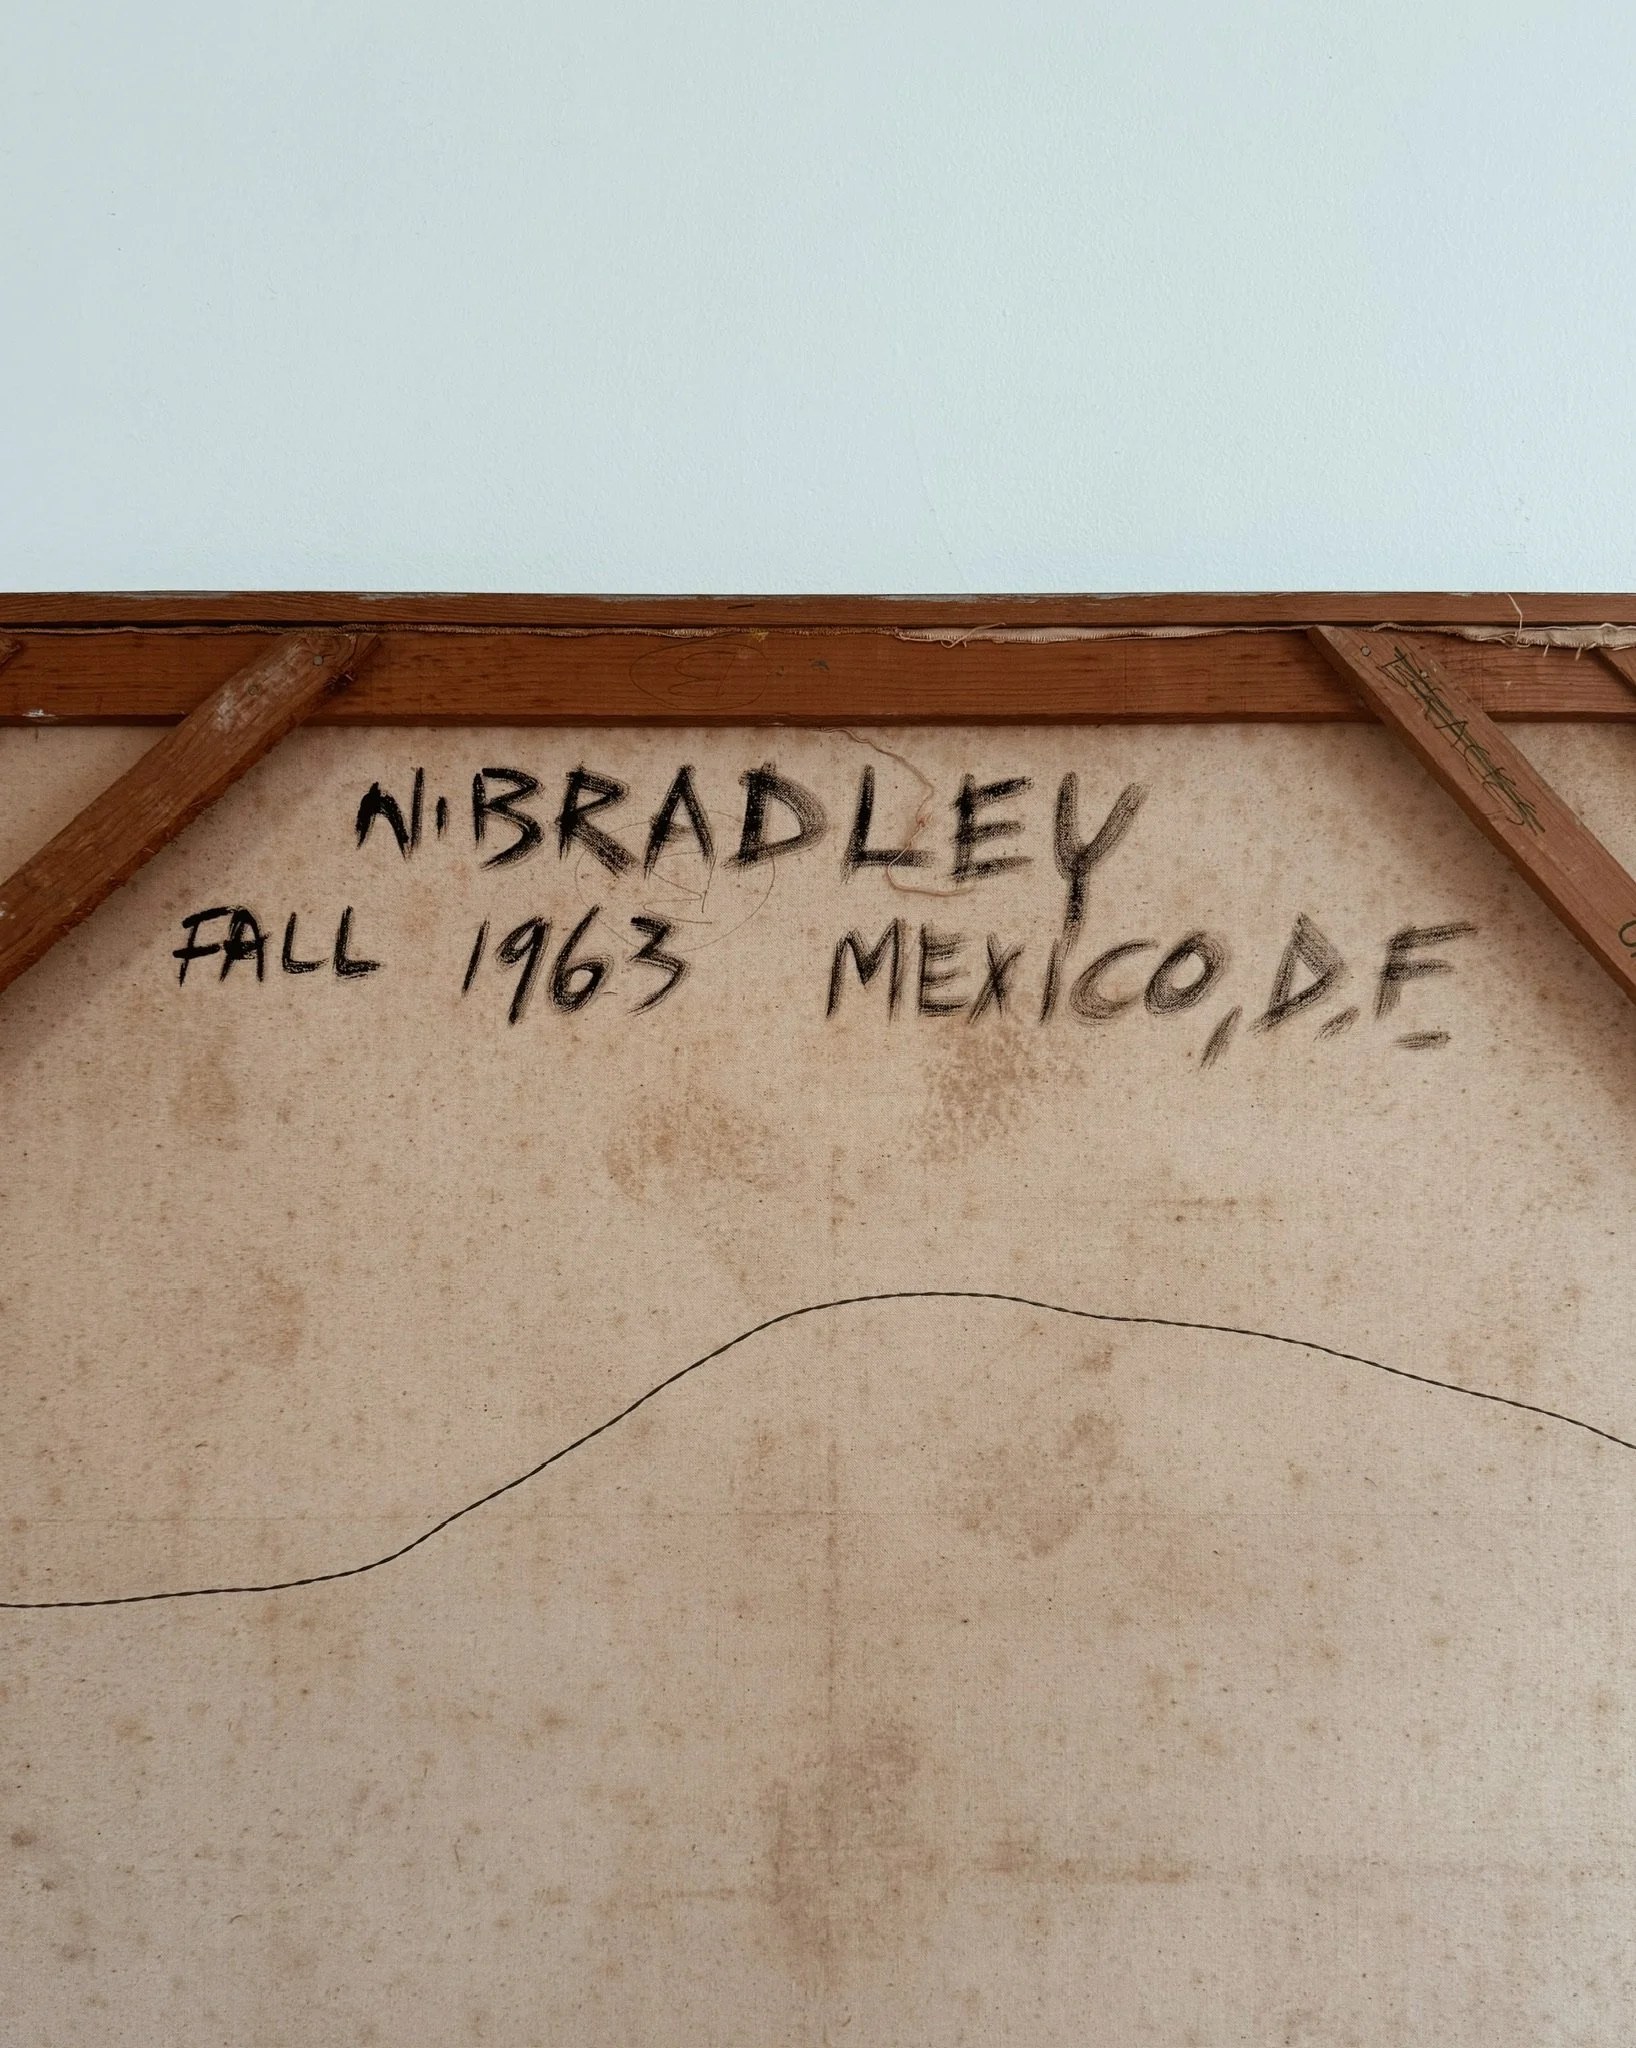 N. BRADLEY
FALL 1963 MEXICO, D.F.